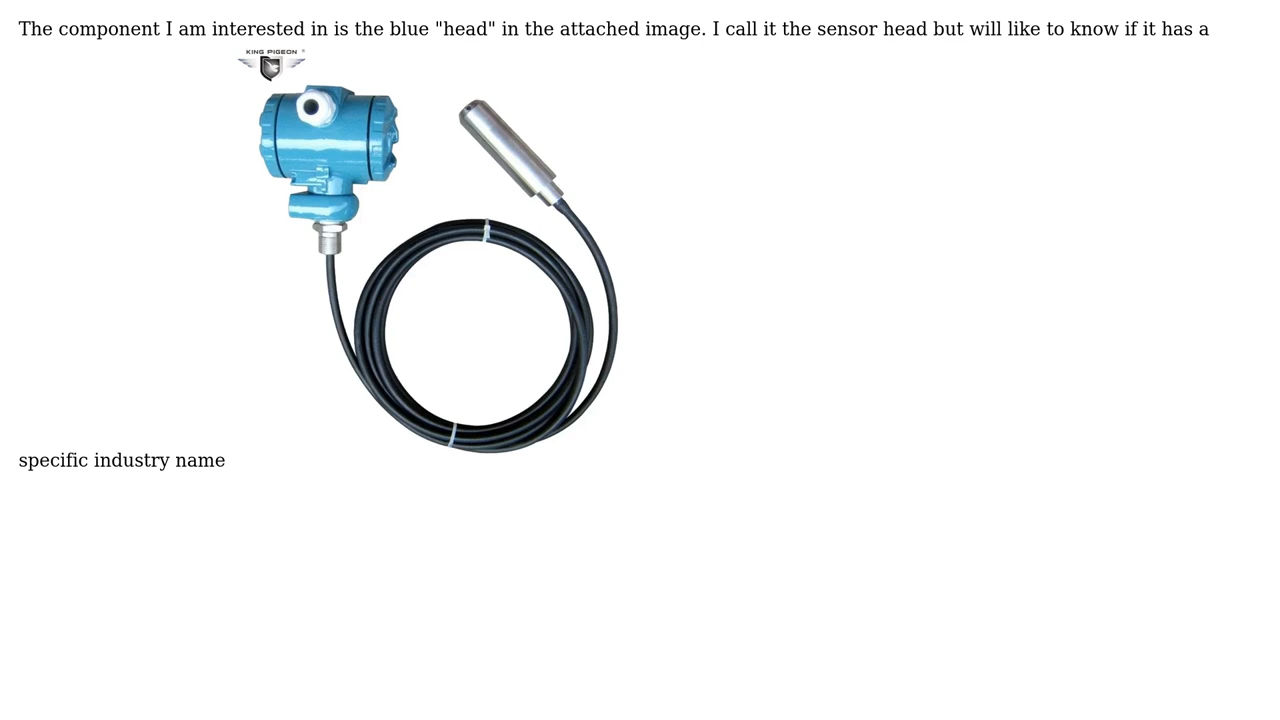 The component I am interested in is the blue "head" in the attached image. I call it the sensor head but will like to know if it has a
KING PIGEON
specific industry name